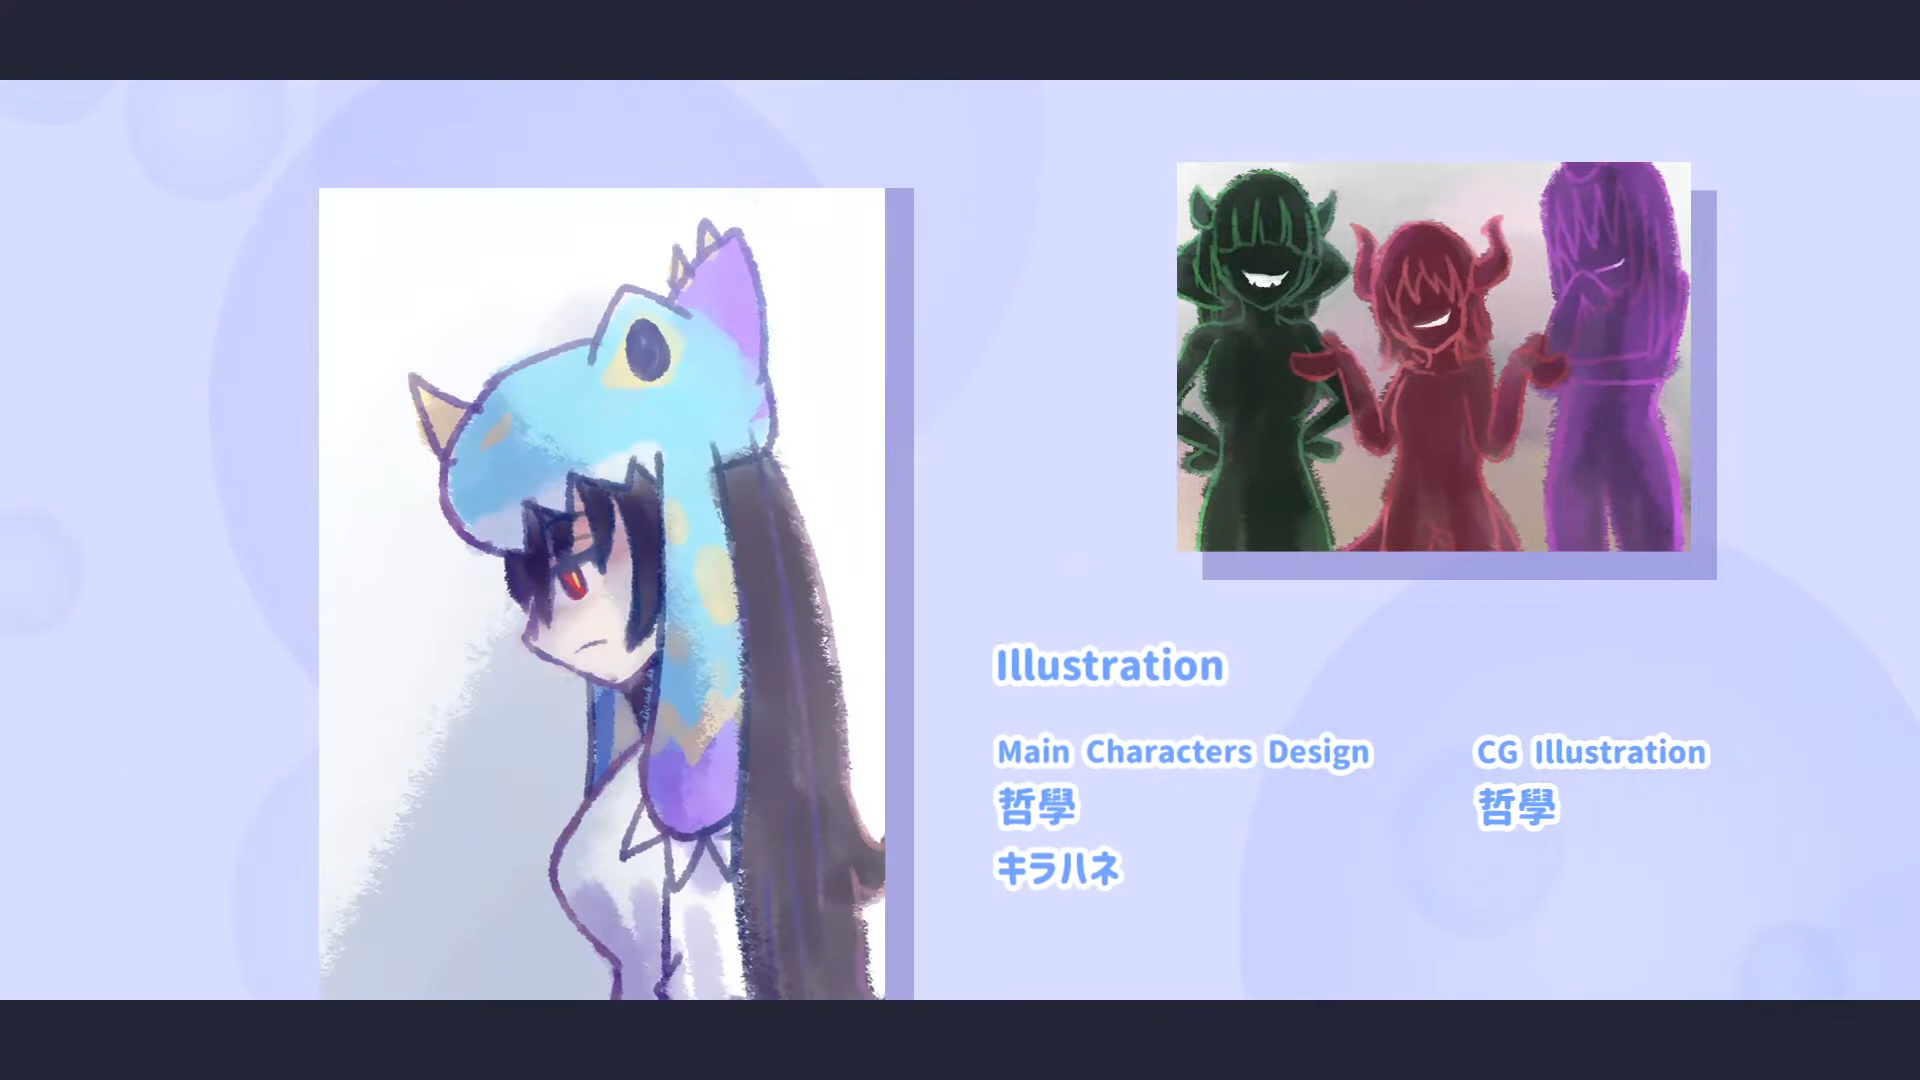 Illustration
Main Characters Design
哲學
キラハネ
CG Illustration
哲學